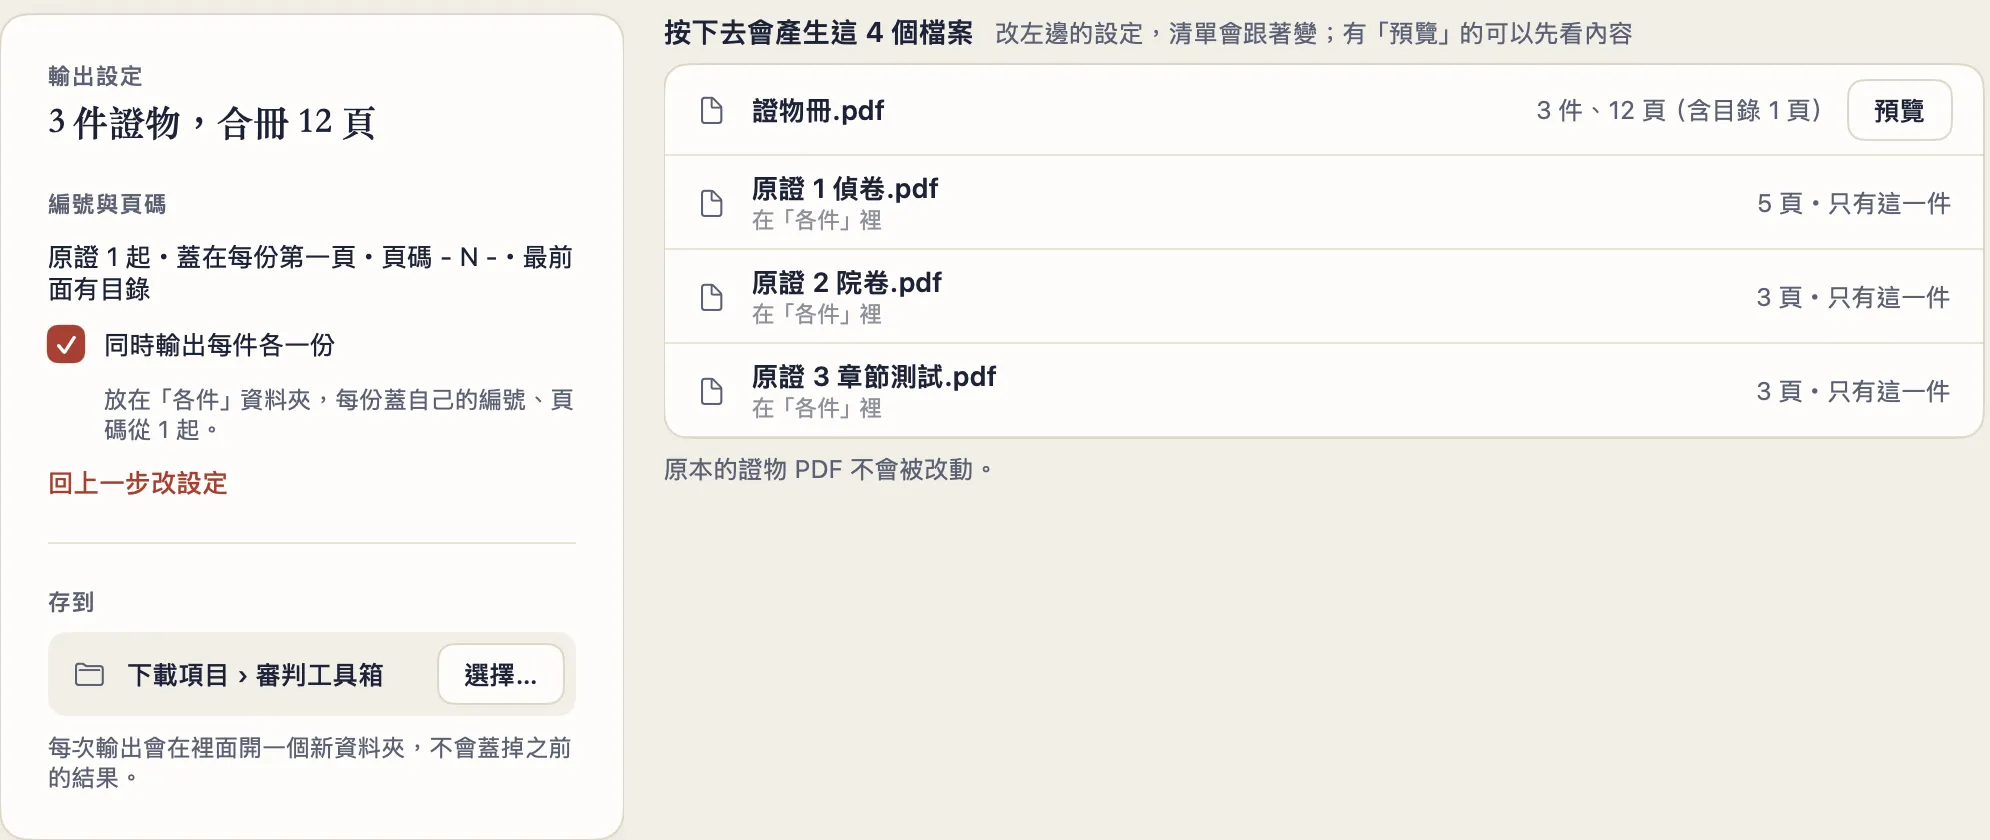 輸出設定
3 件證物，合冊 12 頁
編號與頁碼
原證 1 起・蓋在每份第一頁・頁碼 - N -・最前
面有目錄
同時輸出每件各一份
放在「各件」資料夾，每份蓋自己的編號、頁
碼從 1 起。
回上一步改設定
存到
下載項目 › 審判工具箱
選擇...
每次輸出會在裡面開一個新資料夾，不會蓋掉之前
的結果。
按下去會產生這 4 個檔案 改左邊的設定，清單會跟著變；有「預覽」的可以先看內容
證物冊.pdf
3 件、12 頁（含目錄 1 頁）
預覽
原證 1 偵卷.pdf
在「各件」裡
5 頁・只有這一件
原證 2 院卷.pdf
在「各件」裡
3 頁・只有這一件
原證 3 章節測試.pdf
在「各件」裡
3 頁・只有這一件
原本的證物 PDF 不會被改動。